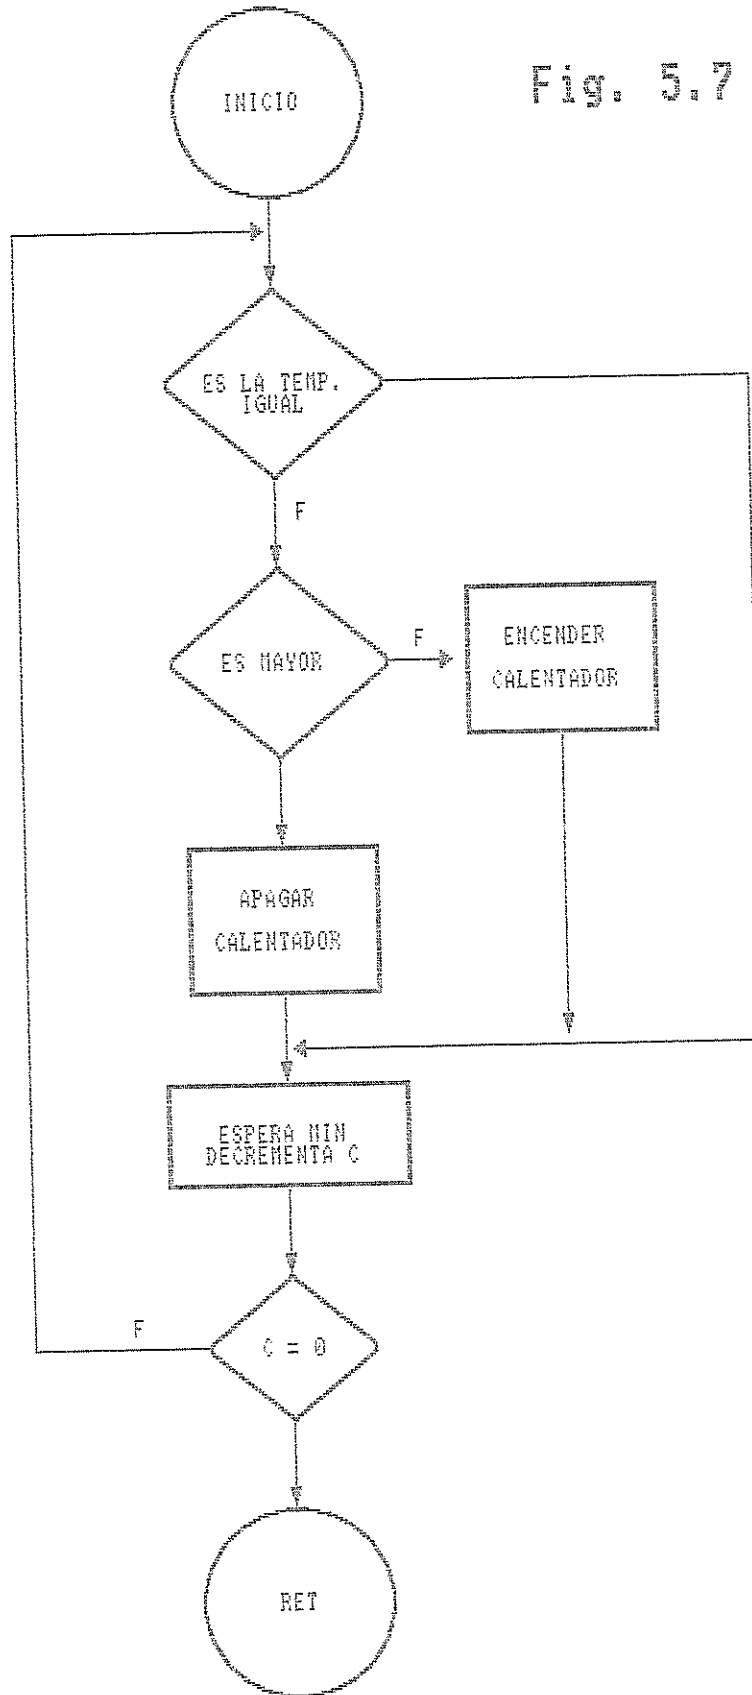 Fig. 5.7
INICIO
ES LA TEMP.
IGUAL
F
ES MAYOR
F
ENCENDER
CALENTADOR
APAGAR
CALENTADOR
ESPERA MIN
DECREMENTA C
F
C = 0
RET